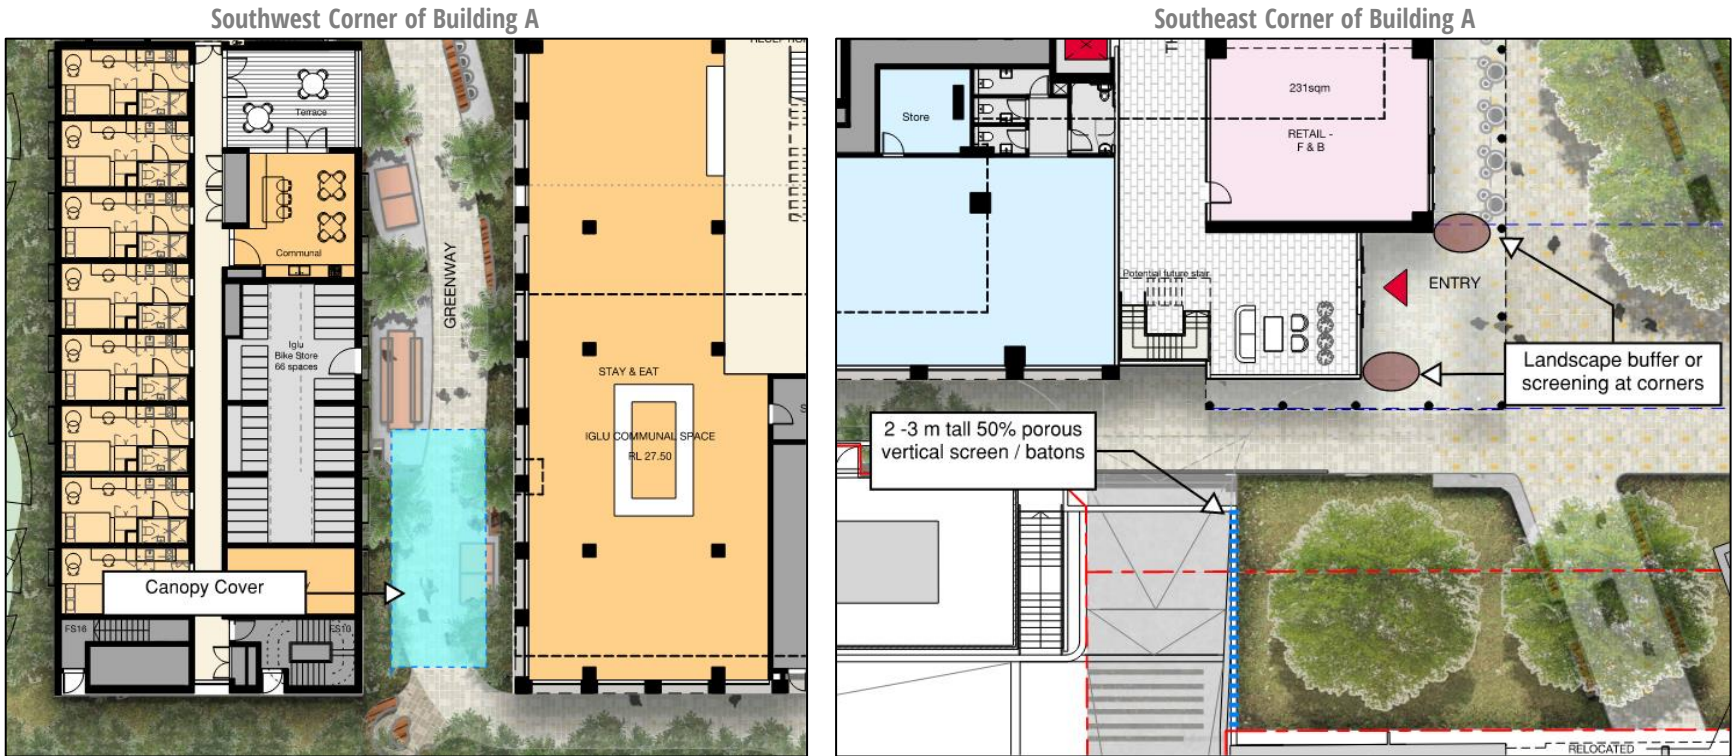 Southwest Corner of Building A
Southeast Corner of Building A
Terrace
Communal
Iglu
Bike Store
66 spaces
GREENWAY
STAY & EAT
IGLU COMMUNAL SPACE
RL 27.50
Canopy Cover
FS16
Store
231sqm
RETAIL -
F & B
Potential future stair
ENTRY
Landscape buffer or
screening at corners
2 -3 m tall 50% porous
vertical screen / batons
RELOCATED